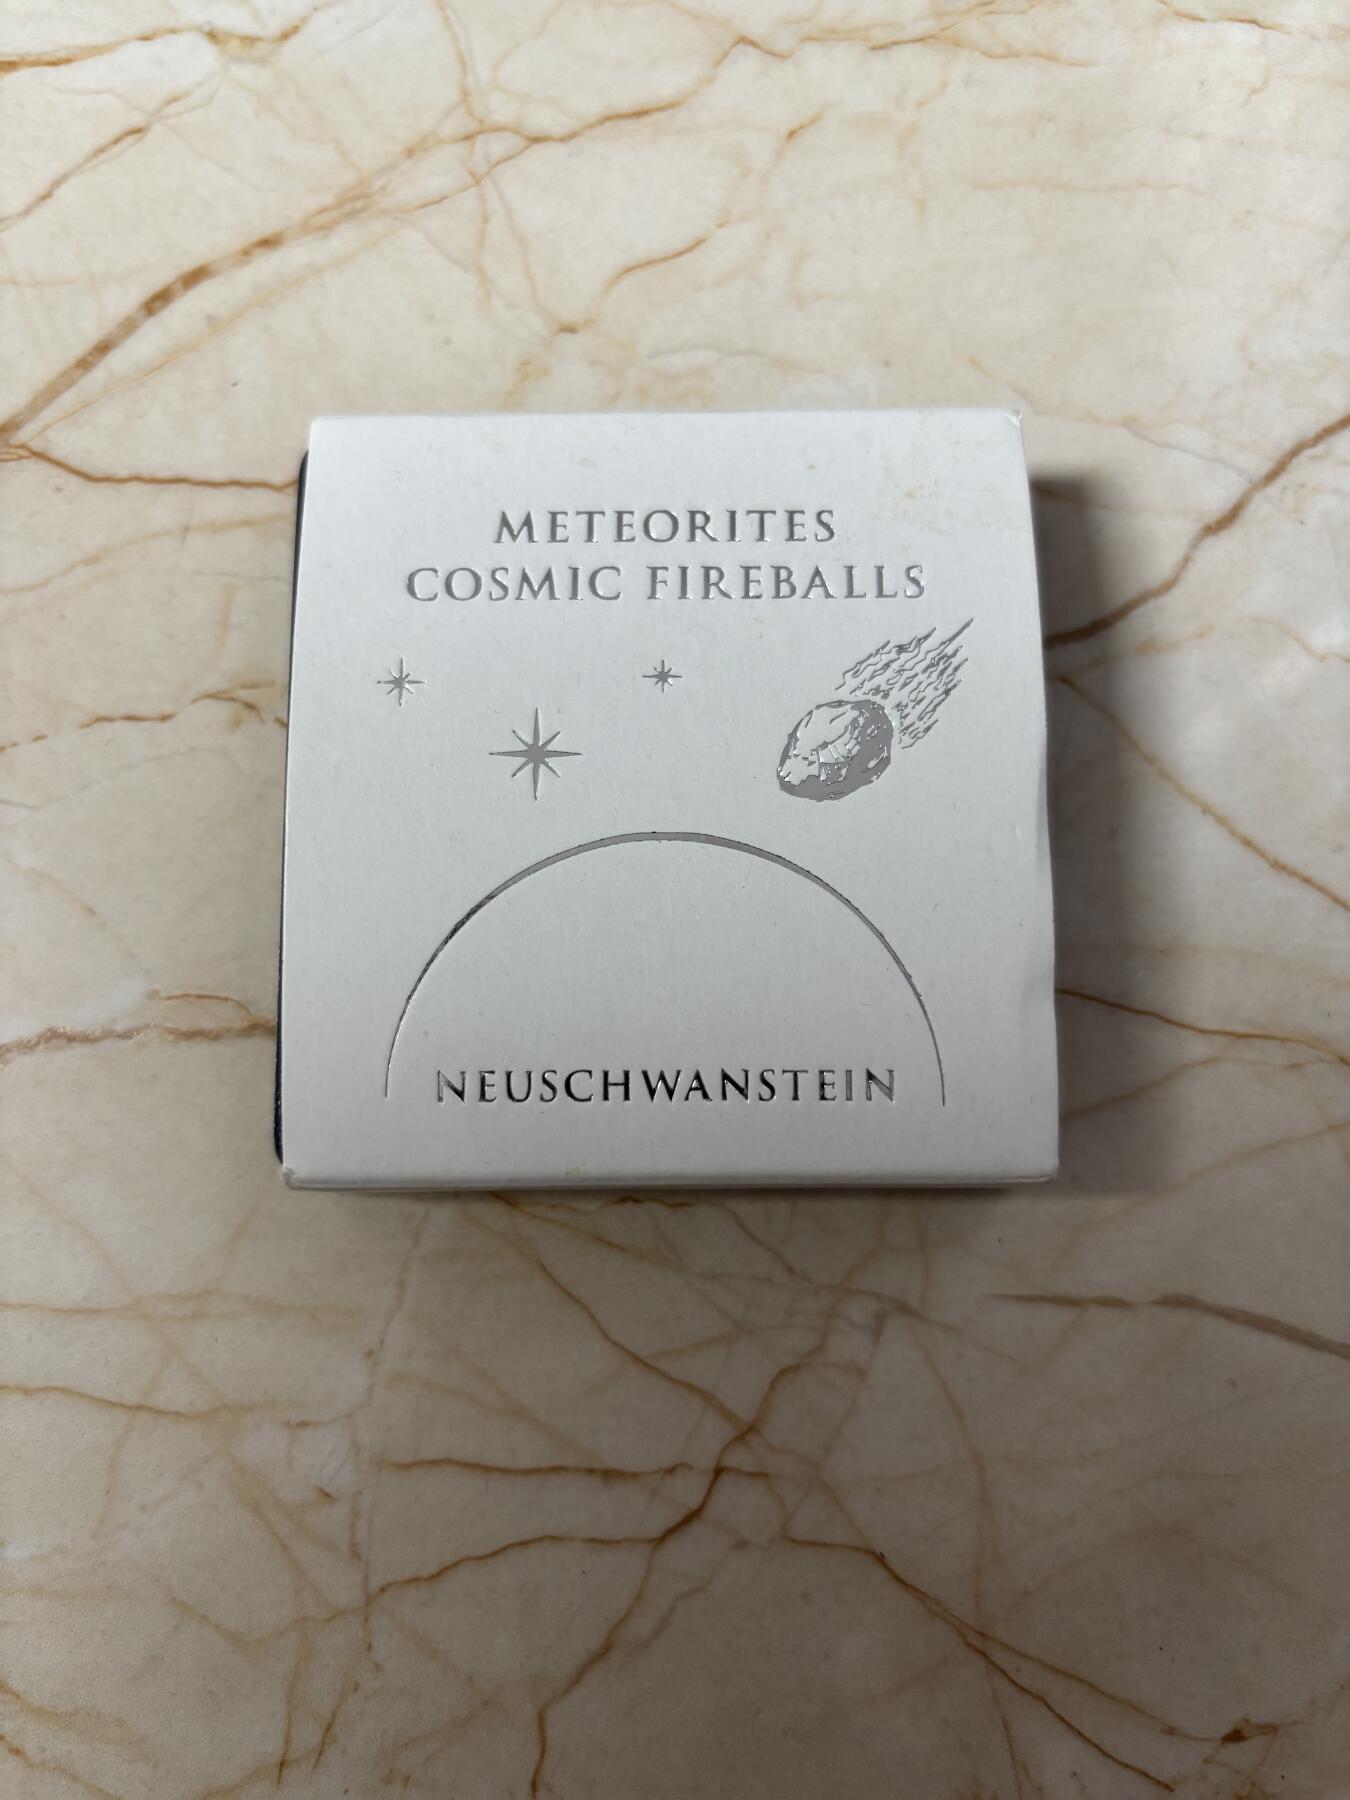 METEORITES
COSMIC FIREBALLS
NEUSCHWANSTEIN